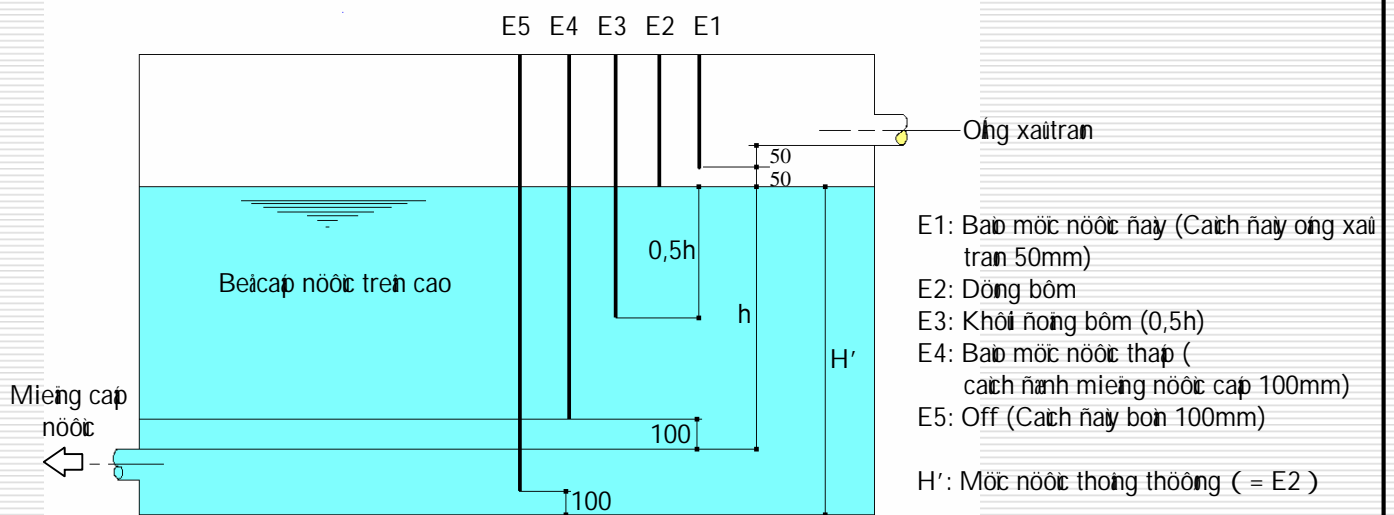 E5 E4 E3 E2 E1
Oáng xaûtraøn
50
50
0,5h
Beåcaáp nöôùc treân cao
h
H'
E1: Baùo möïc nöôùc ñaày (Caùch ñaùy oáng xaû
traøn 50mm)
E2: Döøng bôm
E3: Khôûi ñoäng bôm (0,5h)
E4: Baùo möïc nöôùc thaáp (
caùch ñænh mieäng nöôùc caáp 100mm)
E5: Off (Caùch ñaùy boàn 100mm)
Mieäng caáp
nöôùc
100
100
H': Möïc nöôùc thoâng thöôøng ( = E2 )